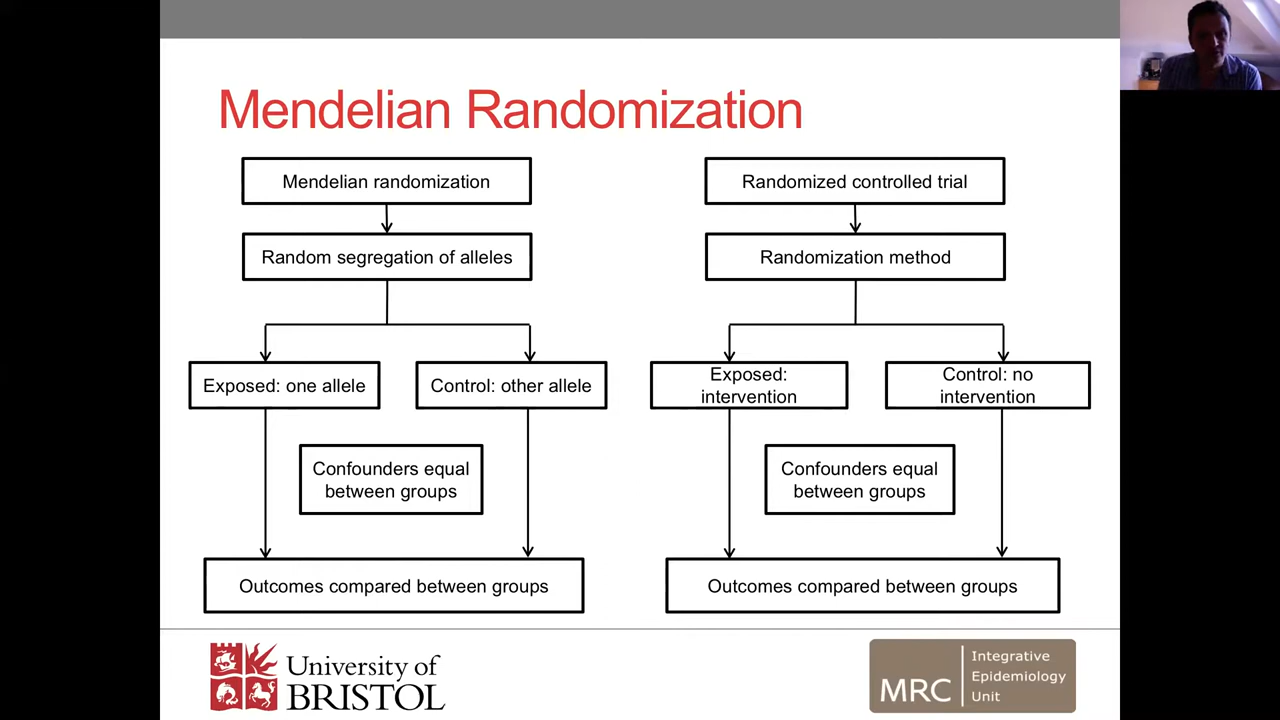 Mendelian Randomization
Mendelian randomization
Random segregation of alleles
Exposed: one allele
Control: other allele
Confounders equal
between groups
Outcomes compared between groups
Randomized controlled trial
Randomization method
Exposed:
intervention
Control: no
intervention
Confounders equal
between groups
Outcomes compared between groups
University of
BRISTOL
MRC
Integrative
Epidemiology
Unit